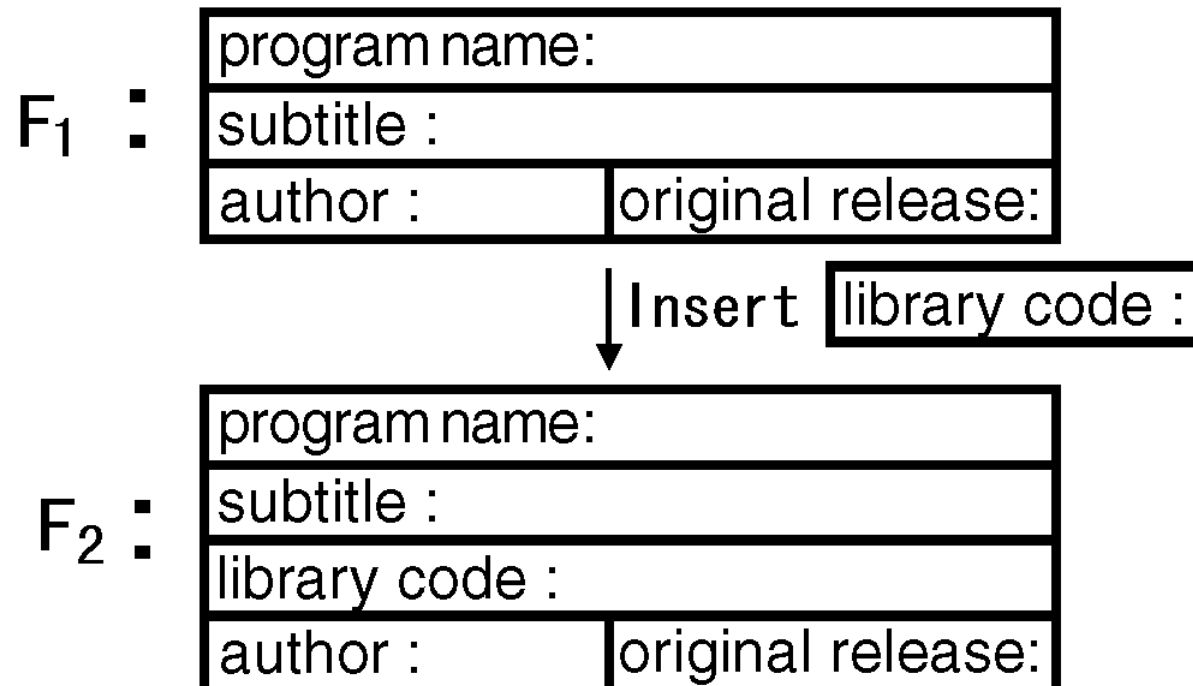 F₁ :
program name:
subtitle :
author : original release:
Insert library code :
F₂ :
program name:
subtitle :
library code :
author : original release: